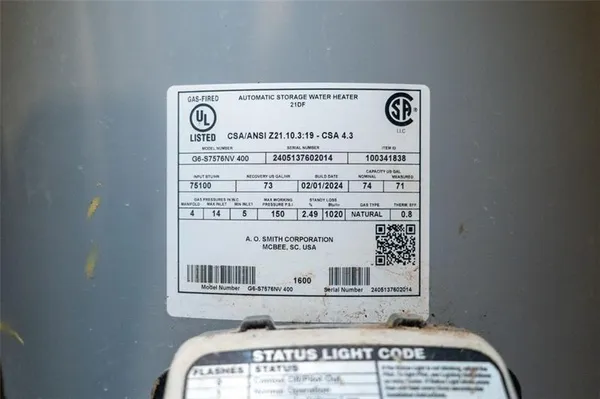 GAS-FIRED
AUTOMATIC STORAGE WATER HEATER
21DF
UL
LISTED
CSA/ANSI Z21.10.3:19 - CSA 4.3
SA
LLC
MODEL NUMBER SERIAL NUMBER ITEM ID
G6-S7576NV 400 2405137602014 100341838
INPUT BTU/HR RECOVERY US GAL/HR BUILD DATE CAPACITY US GAL
NOMINAL MEASURES
75100 73 02/01/2024 74 71
GAS PRESSURES IN W.C. MAX WORKING STANDBY LOSS GAS TYPE THERM. EFF
MANIFOLD MAX INLET MIN INLET PRESSURE P.S.I % Btu/hr
4 14 5 150 2.49 1020 NATURAL 0.8
A. O. SMITH CORPORATION
MCBEE, SC. USA
1600
Model Number G6-S7576NV 400 Serial Number 2405137602014
STATUS LIGHT CODE
FLASHES STATUS